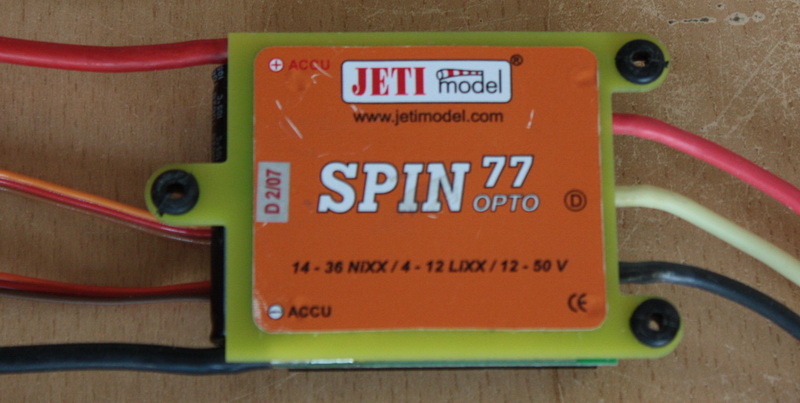 ⊕ ACCU
JETI model®
www.jetimodel.com
D 2/07
SPIN 77
OPTO
D
14 - 36 NiXX / 4 - 12 LiXX / 12 - 50 V
⊖ ACCU
CE